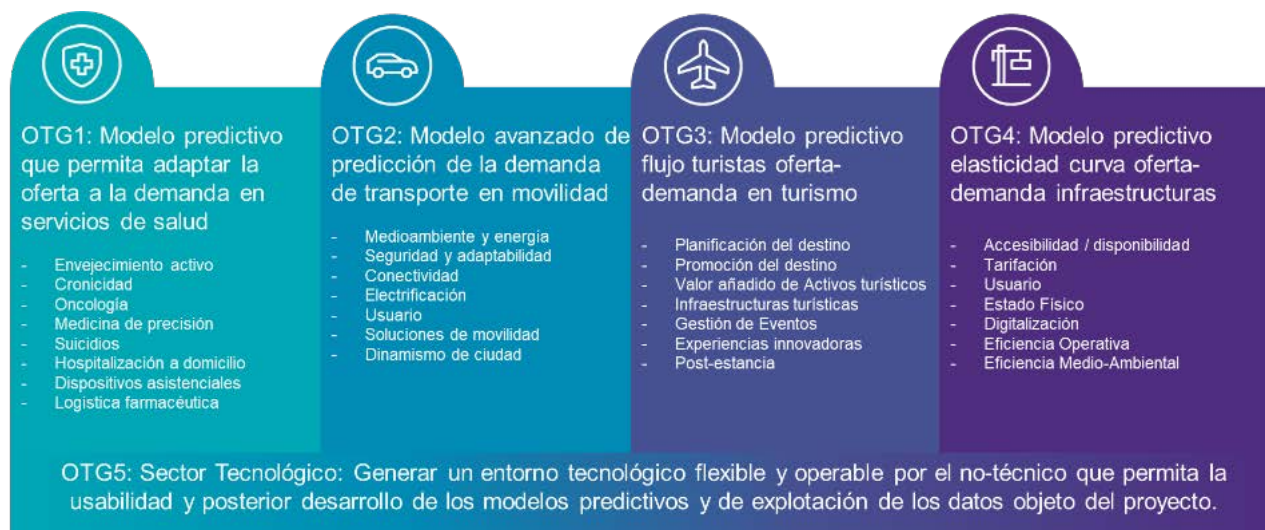 OTG1: Modelo predictivo
que permita adaptar la
oferta a la demanda en
servicios de salud
- Envejecimiento activo
- Cronicidad
- Oncología
- Medicina de precisión
- Suicidios
- Hospitalización a domicilio
- Dispositivos asistenciales
- Logística farmacéutica
OTG2: Modelo avanzado de
predicción de la demanda
de transporte en movilidad
- Medioambiente y energía
- Seguridad y adaptabilidad
- Conectividad
- Electrificación
- Usuario
- Soluciones de movilidad
- Dinamismo de ciudad
OTG3: Modelo predictivo
flujo turistas oferta-
demanda en turismo
- Planificación del destino
- Promoción del destino
- Valor añadido de Activos turísticos
- Infraestructuras turísticas
- Gestión de Eventos
- Experiencias innovadoras
- Post-estancia
OTG4: Modelo predictivo
elasticidad curva oferta-
demanda infraestructuras
- Accesibilidad / disponibilidad
- Tarifación
- Usuario
- Estado Físico
- Digitalización
- Eficiencia Operativa
- Eficiencia Medio-Ambiental
OTG5: Sector Tecnológico: Generar un entorno tecnológico flexible y operable por el no-técnico que permita la
usabilidad y posterior desarrollo de los modelos predictivos y de explotación de los datos objeto del proyecto.